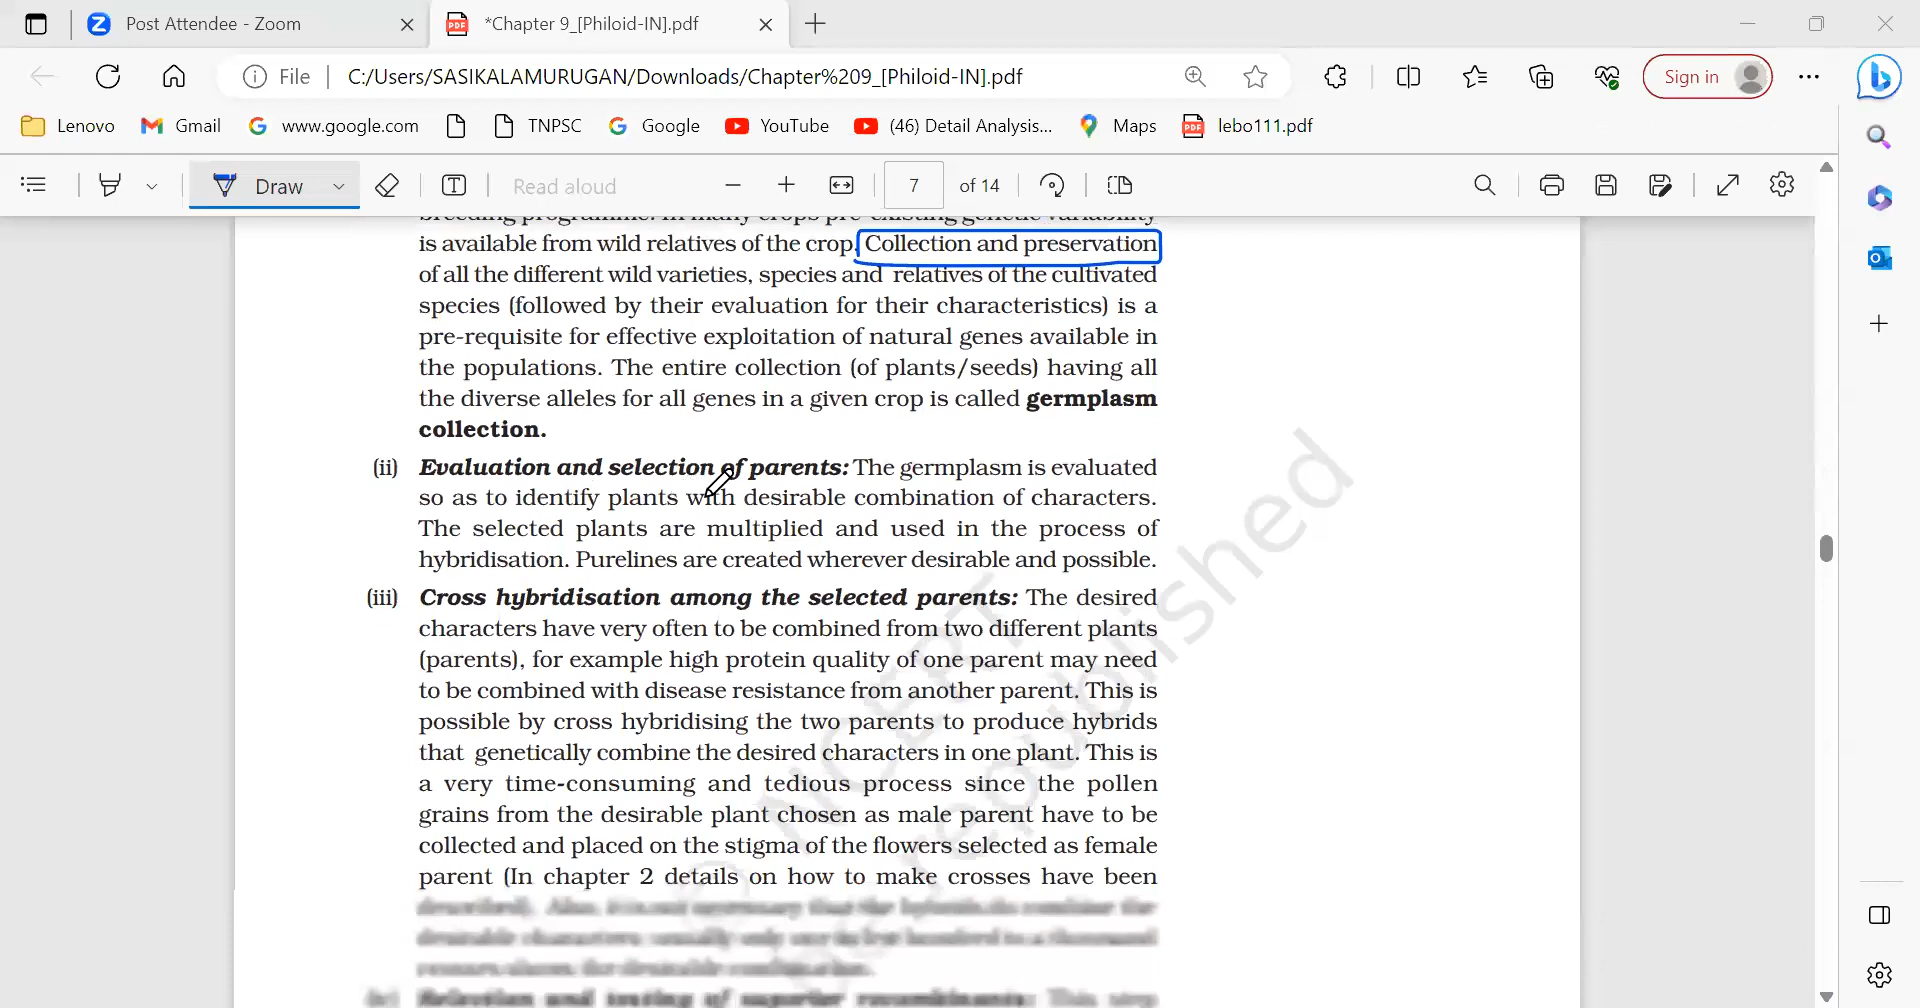 Post Attendee - Zoom
*Chapter 9_[Philoid-IN].pdf
File
C:/Users/SASIKALAMURUGAN/Downloads/Chapter%209_[Philoid-IN].pdf
Sign in
Lenovo
Gmail
www.google.com
TNPSC
Google
YouTube
(46) Detail Analysis...
Maps
lebo111.pdf
Draw
Read aloud
7 of 14
breeding programme. In many crops pre-existing genetic variability
is available from wild relatives of the crop. Collection and preservation
of all the different wild varieties, species and relatives of the cultivated
species (followed by their evaluation for their characteristics) is a
pre-requisite for effective exploitation of natural genes available in
the populations. The entire collection (of plants/seeds) having all
the diverse alleles for all genes in a given crop is called germplasm
collection.
(ii) Evaluation and selection of parents: The germplasm is evaluated
so as to identify plants with desirable combination of characters.
The selected plants are multiplied and used in the process of
hybridisation. Purelines are created wherever desirable and possible.
(iii) Cross hybridisation among the selected parents: The desired
characters have very often to be combined from two different plants
(parents), for example high protein quality of one parent may need
to be combined with disease resistance from another parent. This is
possible by cross hybridising the two parents to produce hybrids
that genetically combine the desired characters in one plant. This is
a very time-consuming and tedious process since the pollen
grains from the desirable plant chosen as male parent have to be
collected and placed on the stigma of the flowers selected as female
parent (In chapter 2 details on how to make crosses have been
© NCERT
republished